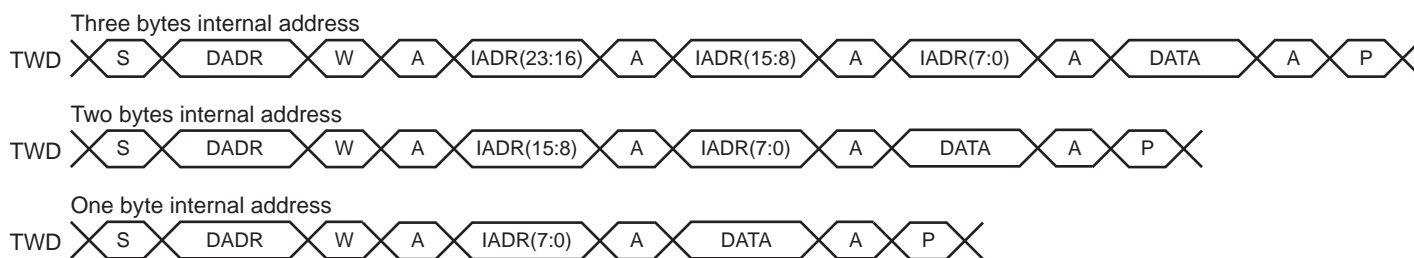 Three bytes internal address
TWD S DADR W A IADR(23:16) A IADR(15:8) A IADR(7:0) A DATA A P
Two bytes internal address
TWD S DADR W A IADR(15:8) A IADR(7:0) A DATA A P
One byte internal address
TWD S DADR W A IADR(7:0) A DATA A P